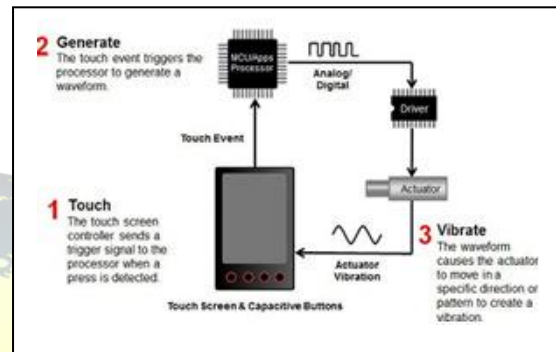 2 Generate
The touch event triggers the
processor to generate a
waveform.
MCU/Apps
Processor
Analog/
Digital
Driver
Touch Event
Actuator
1 Touch
The touch screen
controller sends a
trigger signal to the
processor when a
press is detected.
Actuator
Vibration
3 Vibrate
The waveform
causes the actuator
to move in a
specific direction or
pattern to create a
vibration.
Touch Screen & Capacitive Buttons